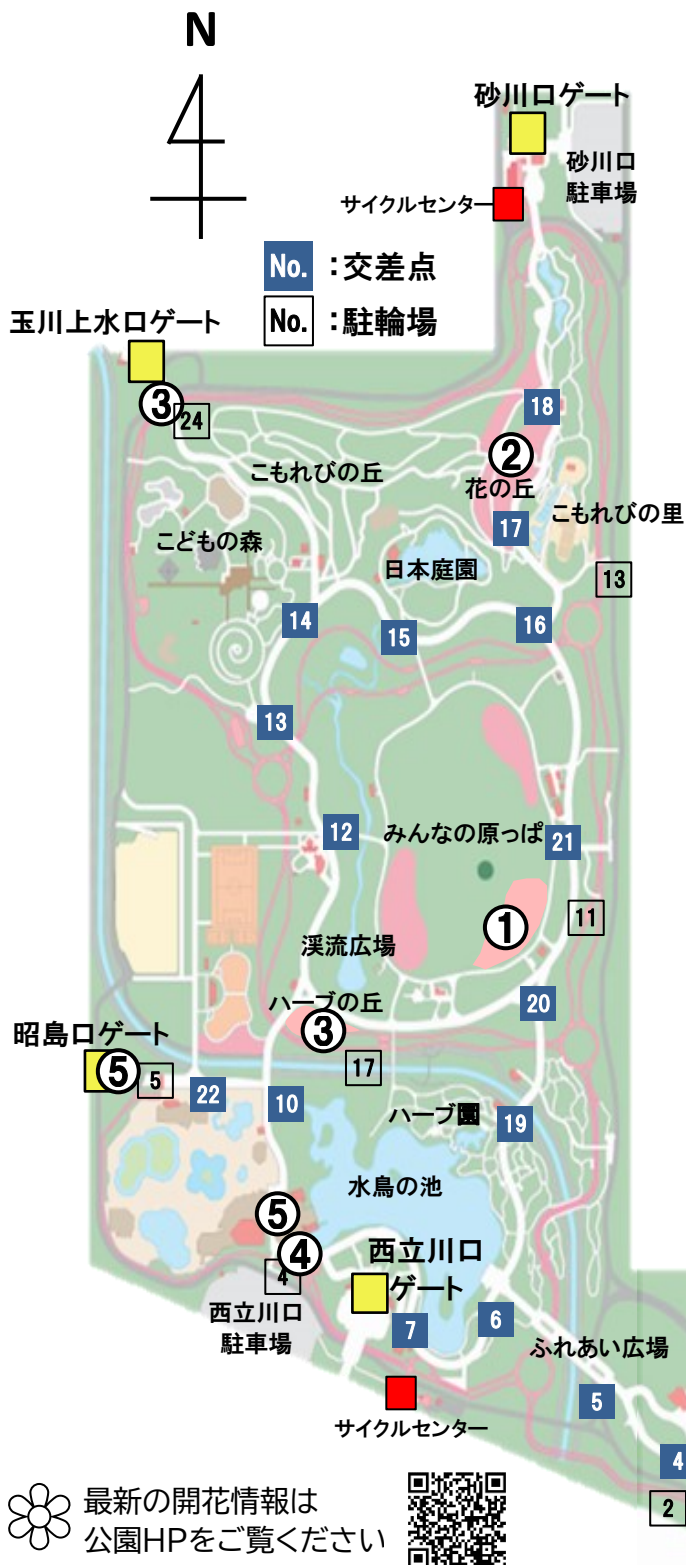 N
砂川口ゲート
砂川口
駐車場
サイクルセンター
No. :交差点
No. :駐輪場
玉川上水口ゲート
③
24
18
こもれびの丘
②
花の丘
17
こもれびの里
こどもの森
日本庭園
13
14
15
16
13
12
みんなの原っぱ
21
①
11
渓流広場
20
ハーブの丘
③
昭島口ゲート
⑤
5
17
22
10
ハーブ園
19
水鳥の池
⑤
④
4
西立川口
ゲート
西立川口
駐車場
7
6
ふれあい広場
5
サイクルセンター
4
2
最新の開花情報は
公園HPをご覧ください